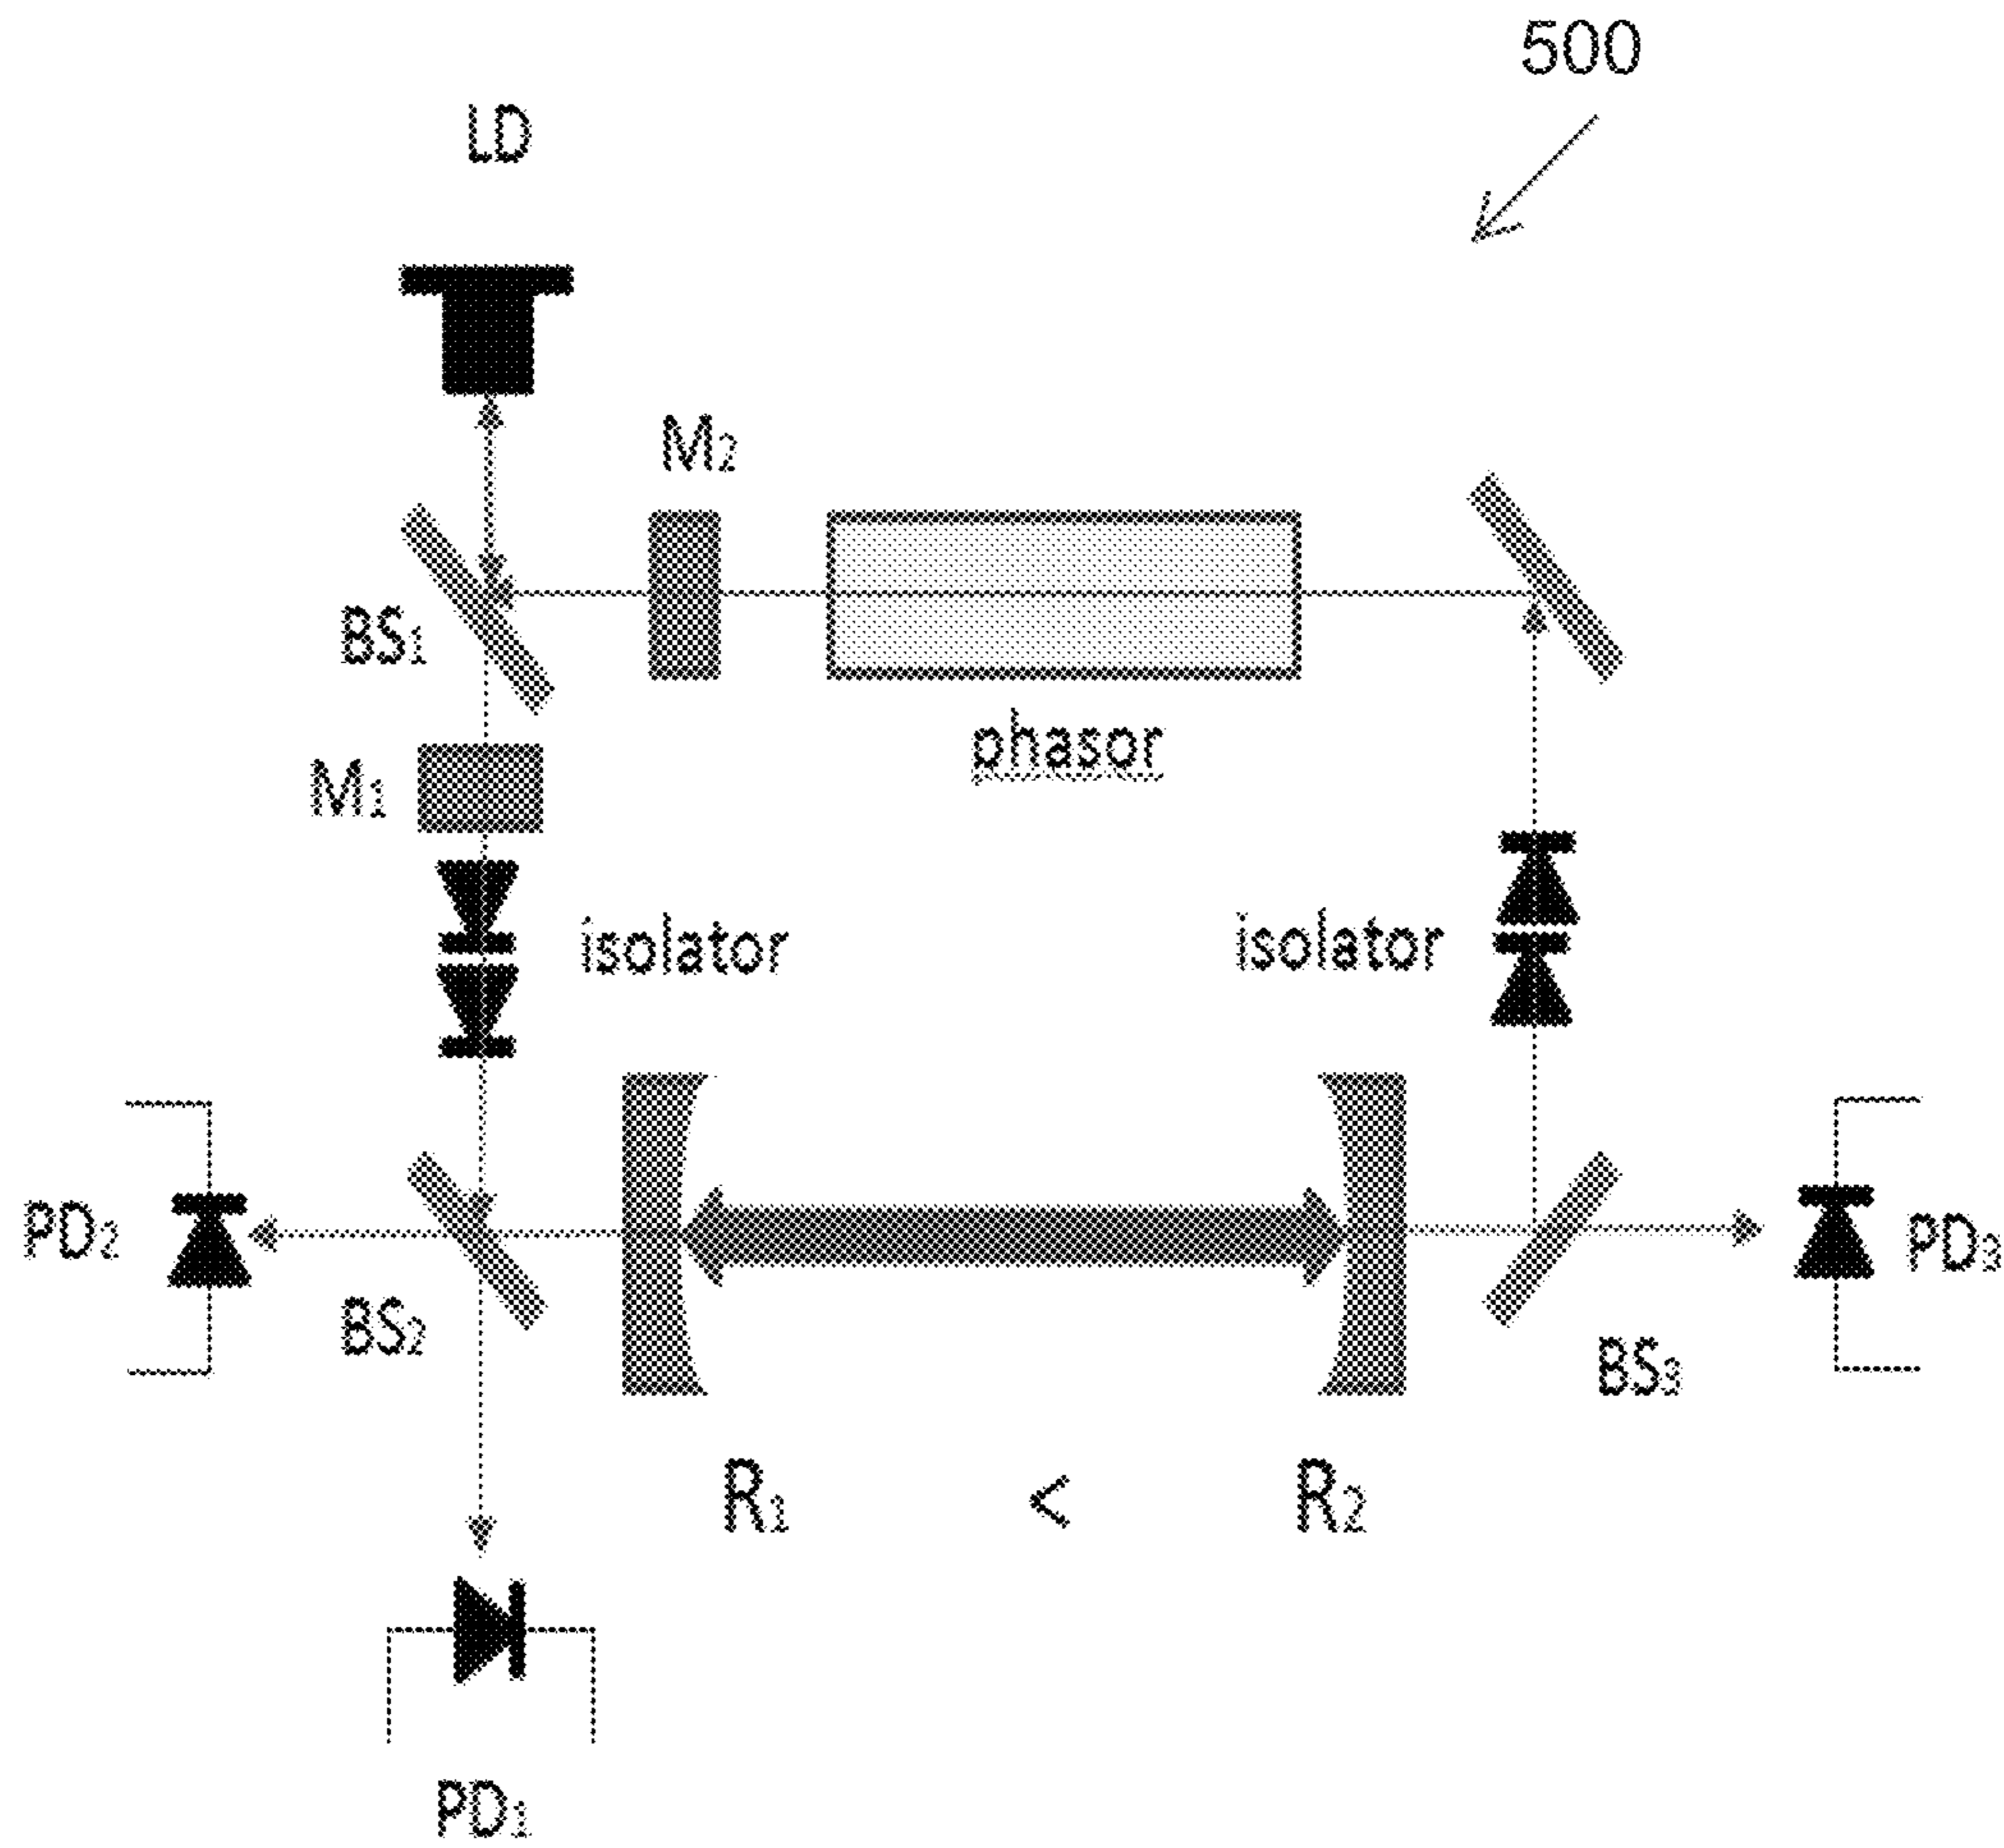 500
LD
M2
BS1
phasor
M1
isolator
isolator
PD2
PD3
BS2
BS3
R1 < R2
PD1